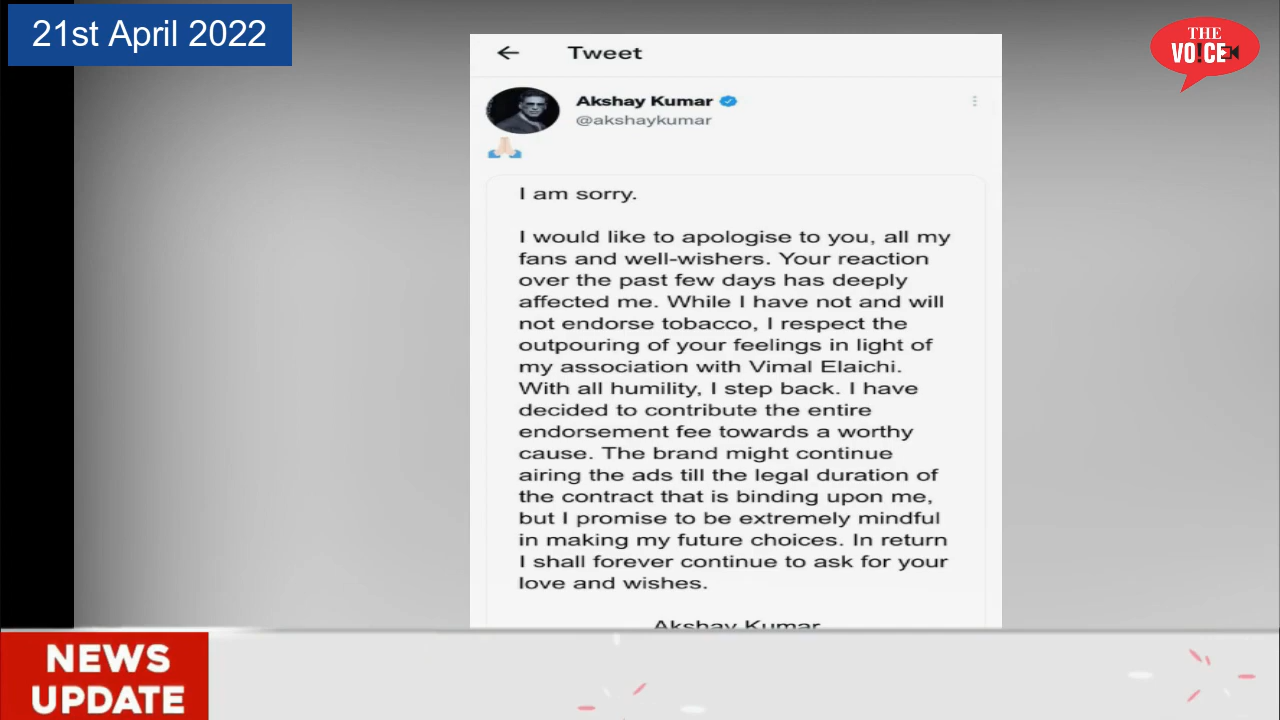 21st April 2022
THE
VO!CE
Tweet
Akshay Kumar
@akshaykumar
I am sorry.
I would like to apologise to you, all my
fans and well-wishers. Your reaction
over the past few days has deeply
affected me. While I have not and will
not endorse tobacco, I respect the
outpouring of your feelings in light of
my association with Vimal Elaichi.
With all humility, I step back. I have
decided to contribute the entire
endorsement fee towards a worthy
cause. The brand might continue
airing the ads till the legal duration of
the contract that is binding upon me,
but I promise to be extremely mindful
in making my future choices. In return
I shall forever continue to ask for your
love and wishes.
Akshay Kumar
NEWS
UPDATE